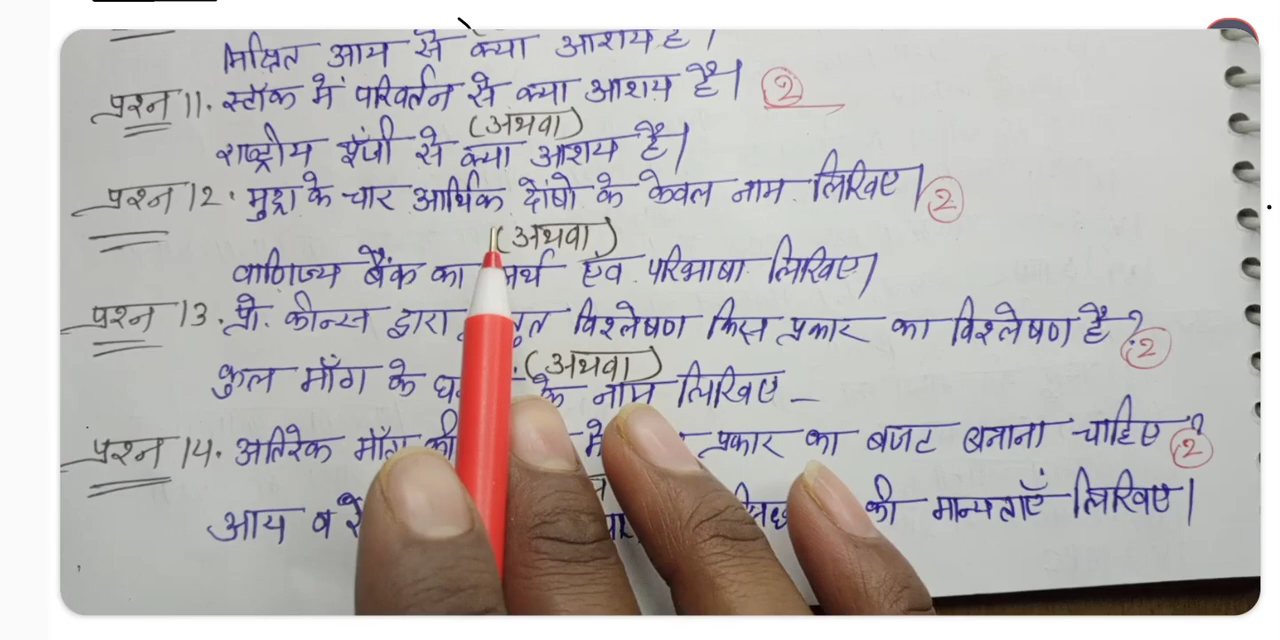 मिश्रित आय से क्या आशय है।
प्रश्न 11. स्टॉक में परिवर्तन से क्या आशय है। 2
(अथवा)
राष्ट्रीय पूंजी से क्या आशय है।
प्रश्न 12. मुद्रा के चार आर्थिक दोषो के केवल नाम लिखिए। 2
(अथवा)
वाणिज्य बैंक का अर्थ एंव परिभाषा लिखिए।
प्रश्न 13. प्रो. कीन्स द्वारा विश्लेषण किस प्रकार का विश्लेषण है? 2
(अथवा)
कुल माँग के के नाम लिखिए -
प्रश्न 14. अतिरेक माँग की में प्रकार का बजट बनाना चाहिए? 2
आय व की मान्यताएँ लिखिए।